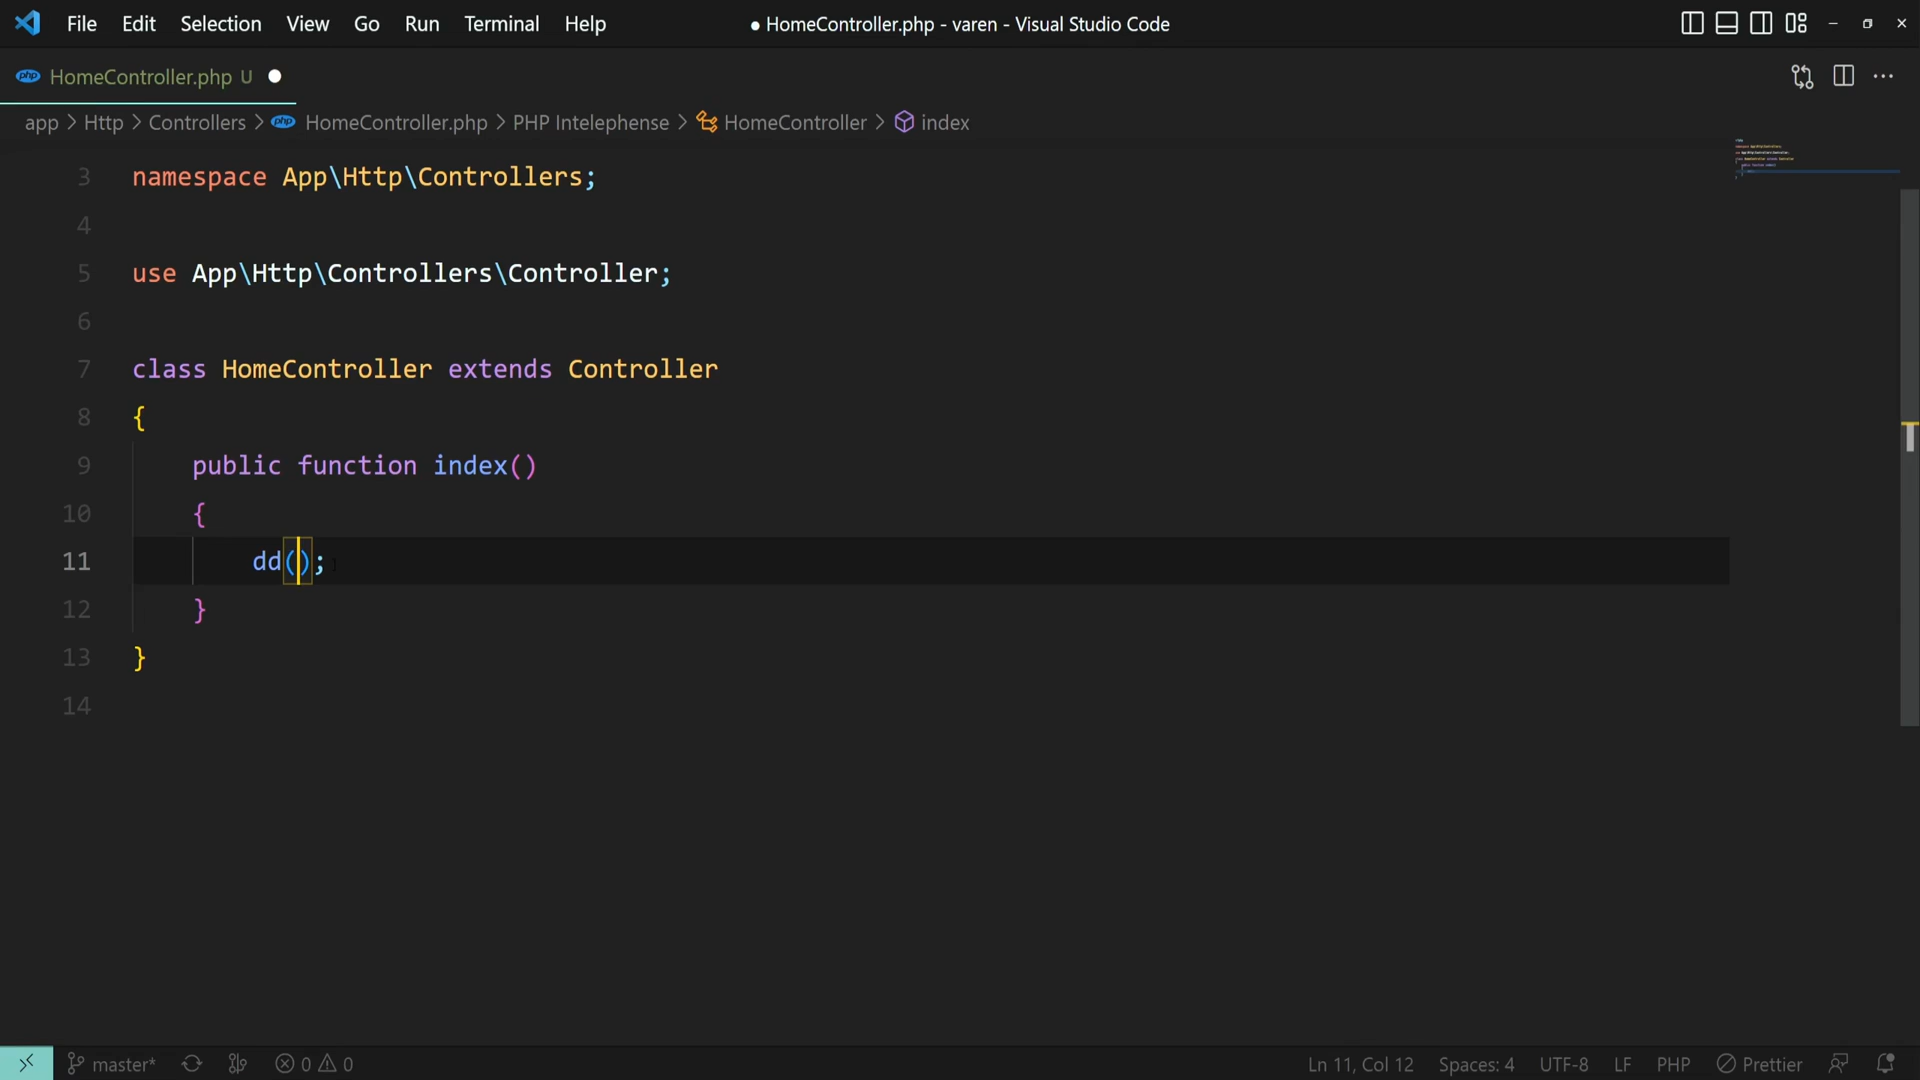 File Edit Selection View Go Run Terminal Help ● HomeController.php - varen - Visual Studio Code
php HomeController.php U
app > Http > Controllers > php HomeController.php > PHP Intelephense > HomeController > index
3 namespace App\Http\Controllers;
4
5 use App\Http\Controllers\Controller;
6
7 class HomeController extends Controller
8 {
9 public function index()
10 {
11 dd();
12 }
13 }
14
master* 0 0 Ln 11, Col 12 Spaces: 4 UTF-8 LF PHP Prettier